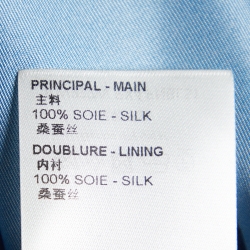 PRINCIPAL - MAIN
主料
100% SOIE - SILK
桑蚕丝
DOUBLURE - LINING
内衬
100% SOIE - SILK
桑蚕丝